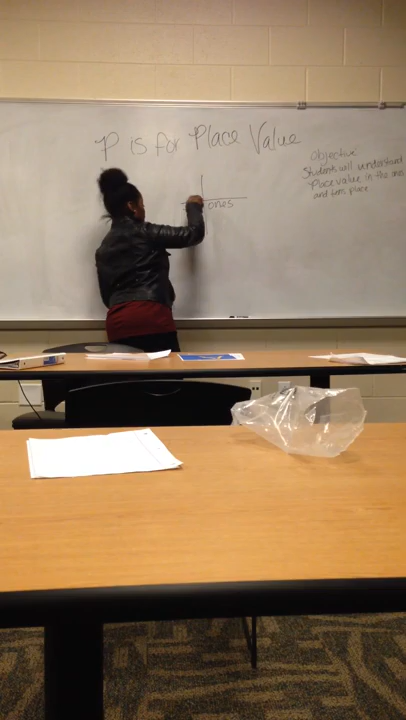 P is for Place Value
Objective:
Students will understand
Place value in the ones
and tens place
ones